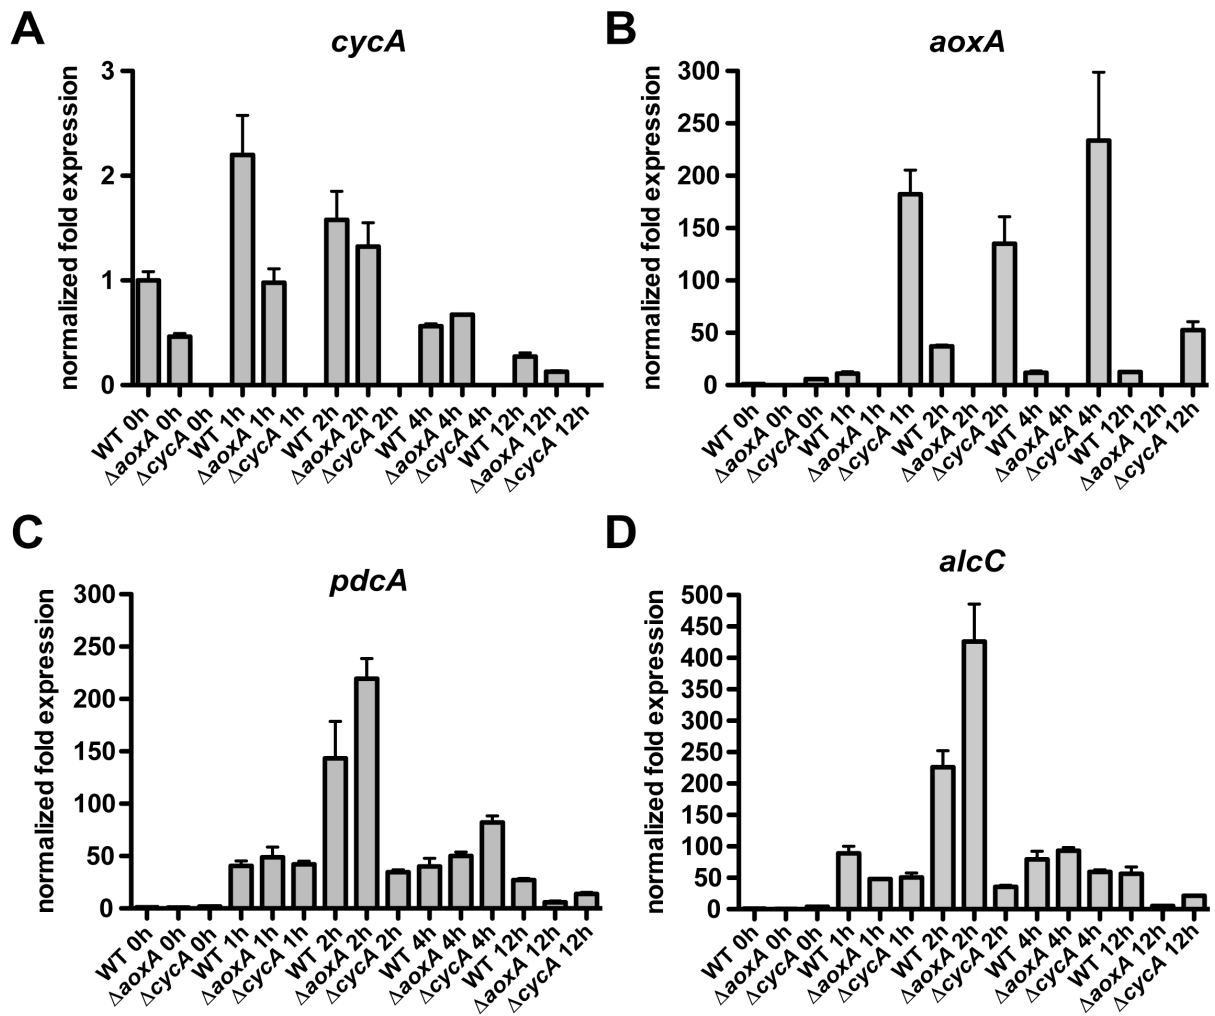 A
cycA
normalized fold expression
3
2
1
0
WT 0h
ΔaoxA 0h
ΔcycA 0h
WT 1h
ΔaoxA 1h
ΔcycA 1h
WT 2h
ΔaoxA 2h
ΔcycA 2h
WT 4h
ΔaoxA 4h
ΔcycA 4h
WT 12h
ΔaoxA 12h
ΔcycA 12h
B
aoxA
normalized fold expression
300
250
200
150
100
50
0
WT 0h
ΔaoxA 0h
ΔcycA 0h
WT 1h
ΔaoxA 1h
ΔcycA 1h
WT 2h
ΔaoxA 2h
ΔcycA 2h
WT 4h
ΔaoxA 4h
ΔcycA 4h
WT 12h
ΔaoxA 12h
ΔcycA 12h
C
pdcA
normalized fold expression
300
250
200
150
100
50
0
WT 0h
ΔaoxA 0h
ΔcycA 0h
WT 1h
ΔaoxA 1h
ΔcycA 1h
WT 2h
ΔaoxA 2h
ΔcycA 2h
WT 4h
ΔaoxA 4h
ΔcycA 4h
WT 12h
ΔaoxA 12h
ΔcycA 12h
D
alcC
normalized fold expression
500
450
400
350
300
250
200
150
100
50
0
WT 0h
ΔaoxA 0h
ΔcycA 0h
WT 1h
ΔaoxA 1h
ΔcycA 1h
WT 2h
ΔaoxA 2h
ΔcycA 2h
WT 4h
ΔaoxA 4h
ΔcycA 4h
WT 12h
ΔaoxA 12h
ΔcycA 12h